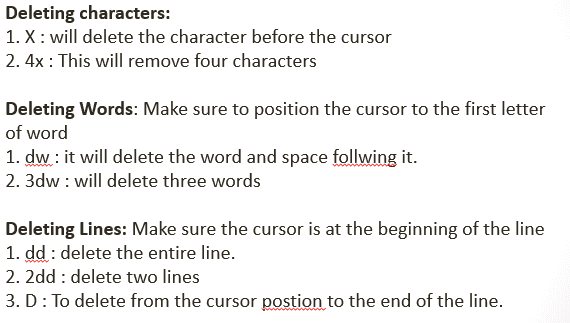 Deleting characters:
1. X : will delete the character before the cursor
2. 4x : This will remove four characters
Deleting Words: Make sure to position the cursor to the first letter
of word
1. dw : it will delete the word and space follwing it.
2. 3dw : will delete three words
Deleting Lines: Make sure the cursor is at the beginning of the line
1. dd : delete the entire line.
2. 2dd : delete two lines
3. D : To delete from the cursor postion to the end of the line.